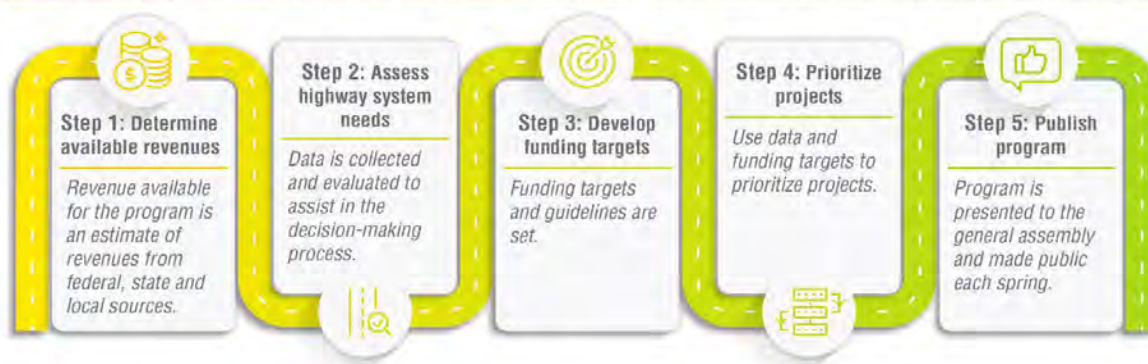 Step 1: Determine
available revenues
Revenue available
for the program is
an estimate of
revenues from
federal, state and
local sources.
Step 2: Assess
highway system
needs
Data is collected
and evaluated to
assist in the
decision-making
process.
Step 3: Develop
funding targets
Funding targets
and guidelines are
set.
Step 4: Prioritize
projects
Use data and
funding targets to
prioritize projects.
Step 5: Publish
program
Program is
presented to the
general assembly
and made public
each spring.